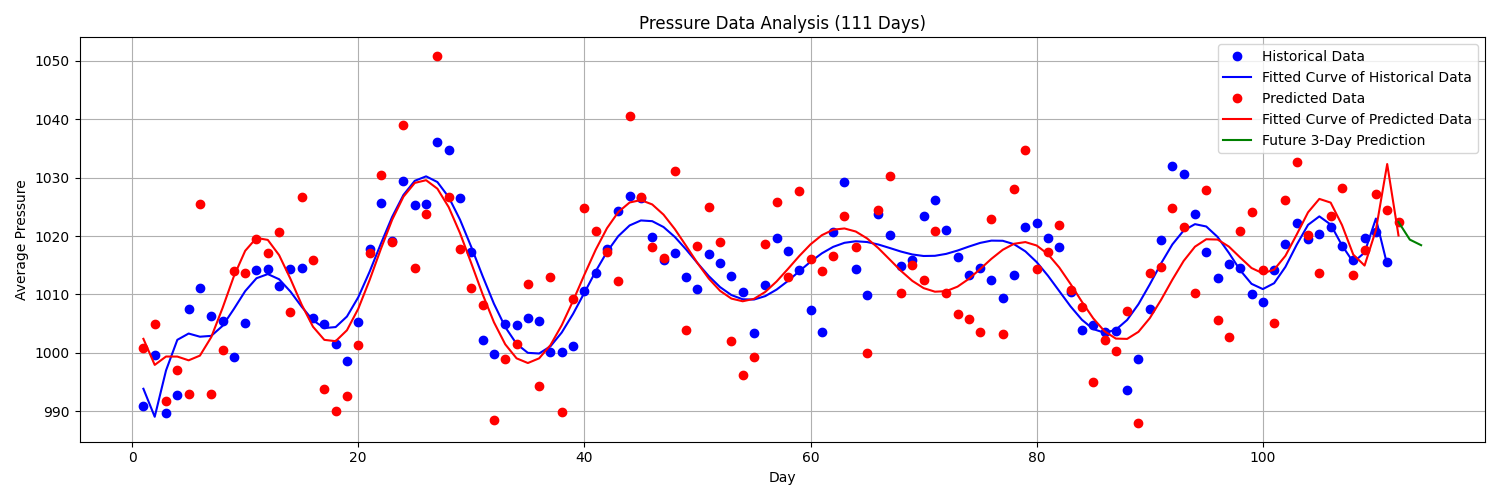 Pressure Data Analysis (111 Days)
Historical Data
Fitted Curve of Historical Data
Predicted Data
Fitted Curve of Predicted Data
Future 3-Day Prediction
Average Pressure
1050
1040
1030
1020
1010
1000
990
0 20 40 60 80 100
Day